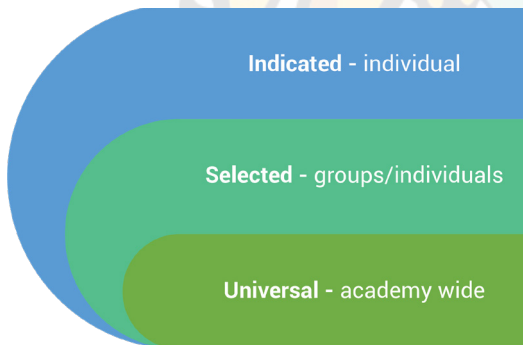 Indicated - individual
Selected - groups/individuals
Universal - academy wide